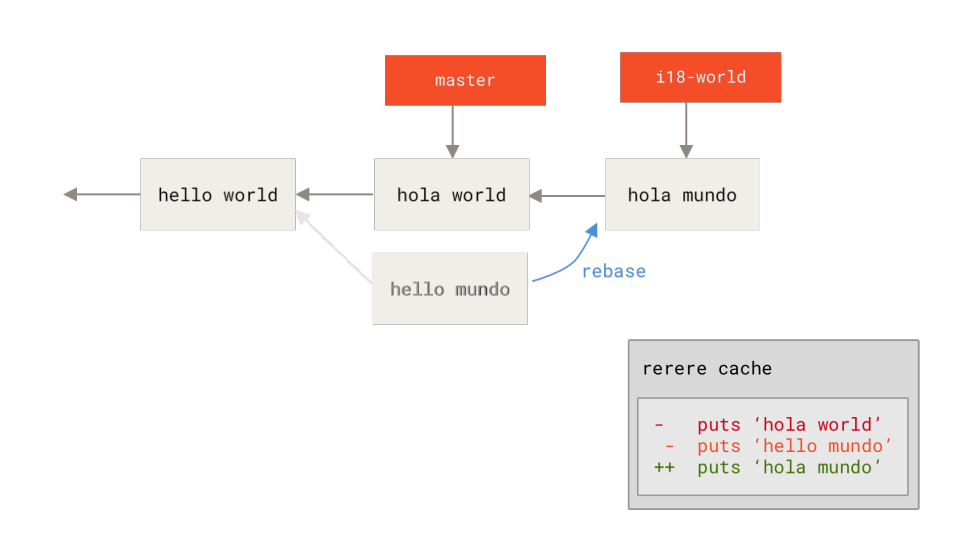 master
i18-world
hello world
hola world
hola mundo
hello mundo
rebase
rerere cache
-   puts ‘hola world’
 -  puts ‘hello mundo’
++  puts ‘hola mundo’